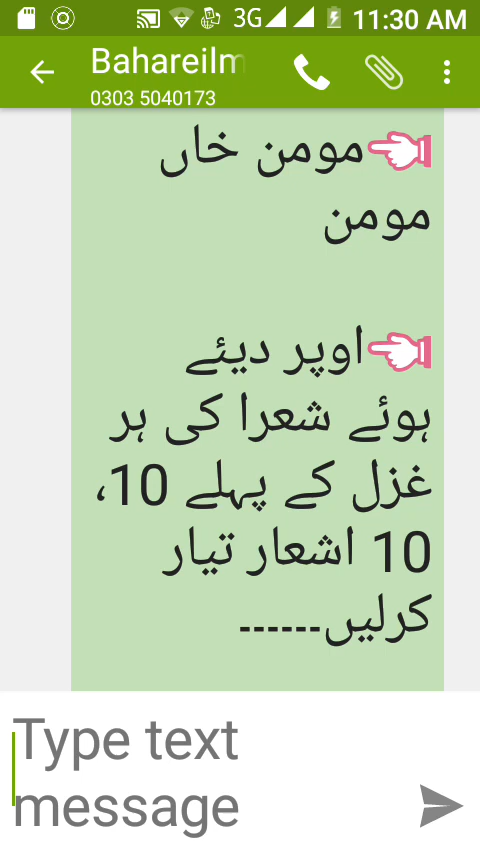 3G 11:30 AM
Bahareilm
0303 5040173
👈مومن خاں
مومن
👈اوپر دیئے
ہوئے شعرا کی ہر
غزل کے پہلے 10،
10 اشعار تیار
کرلیں------
Type text
message